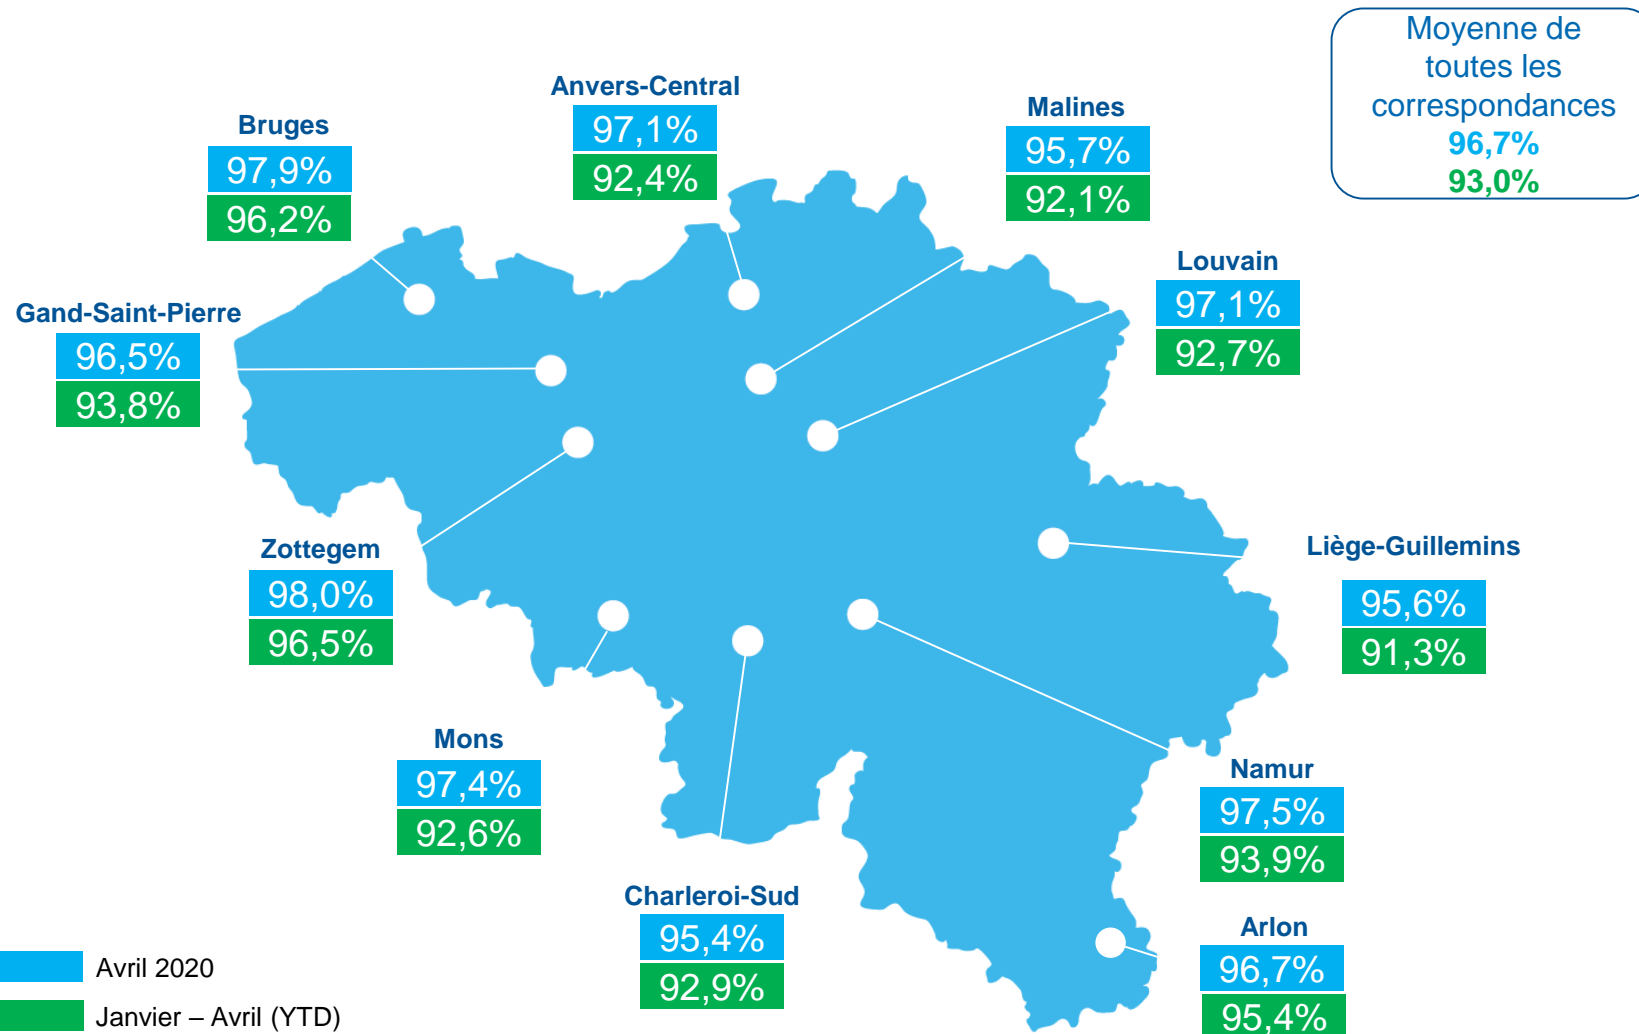 Moyenne de
toutes les
correspondances
96,7%
93,0%
Anvers-Central
97,1%
92,4%
Malines
95,7%
92,1%
Bruges
97,9%
96,2%
Louvain
97,1%
92,7%
Gand-Saint-Pierre
96,5%
93,8%
Zottegem
98,0%
96,5%
Liège-Guillemins
95,6%
91,3%
Mons
97,4%
92,6%
Namur
97,5%
93,9%
Charleroi-Sud
95,4%
92,9%
Arlon
96,7%
95,4%
Avril 2020
Janvier – Avril (YTD)